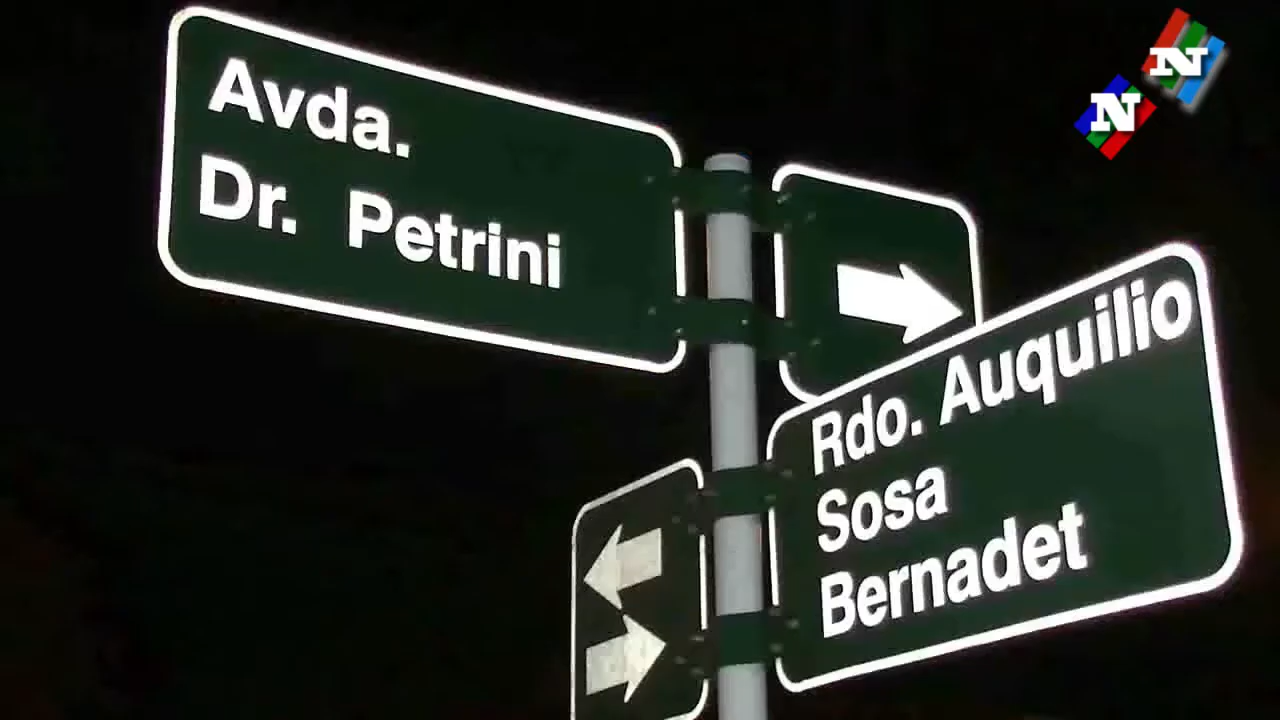 Avda.
Dr. Petrini
Rdo. Auquilio
Sosa
Bernadet
N
N